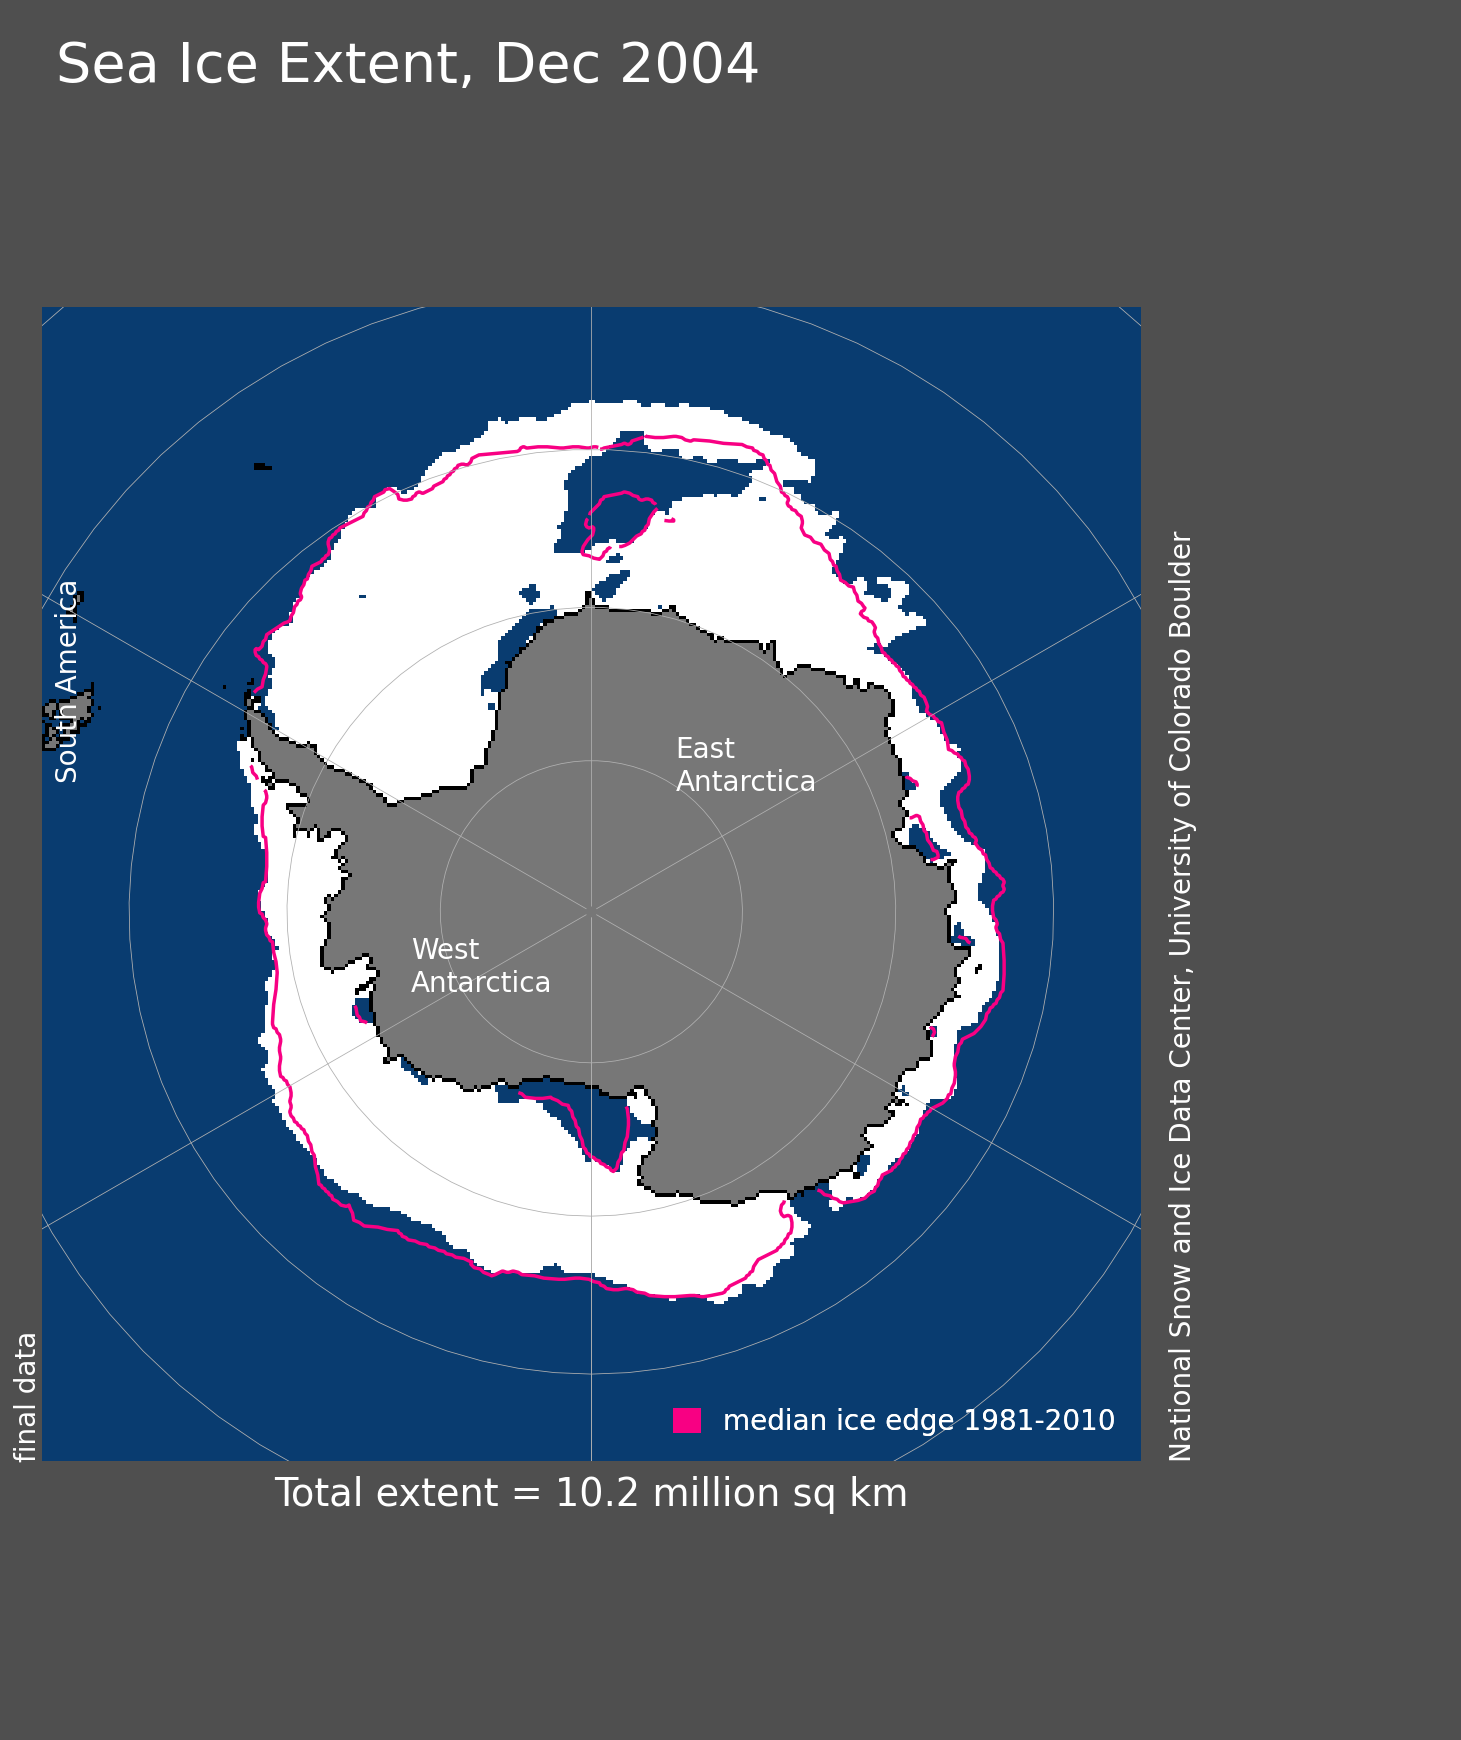 Sea Ice Extent, Dec 2004
South America
East
Antarctica
West
Antarctica
final data
median ice edge 1981-2010
National Snow and Ice Data Center, University of Colorado Boulder
Total extent = 10.2 million sq km